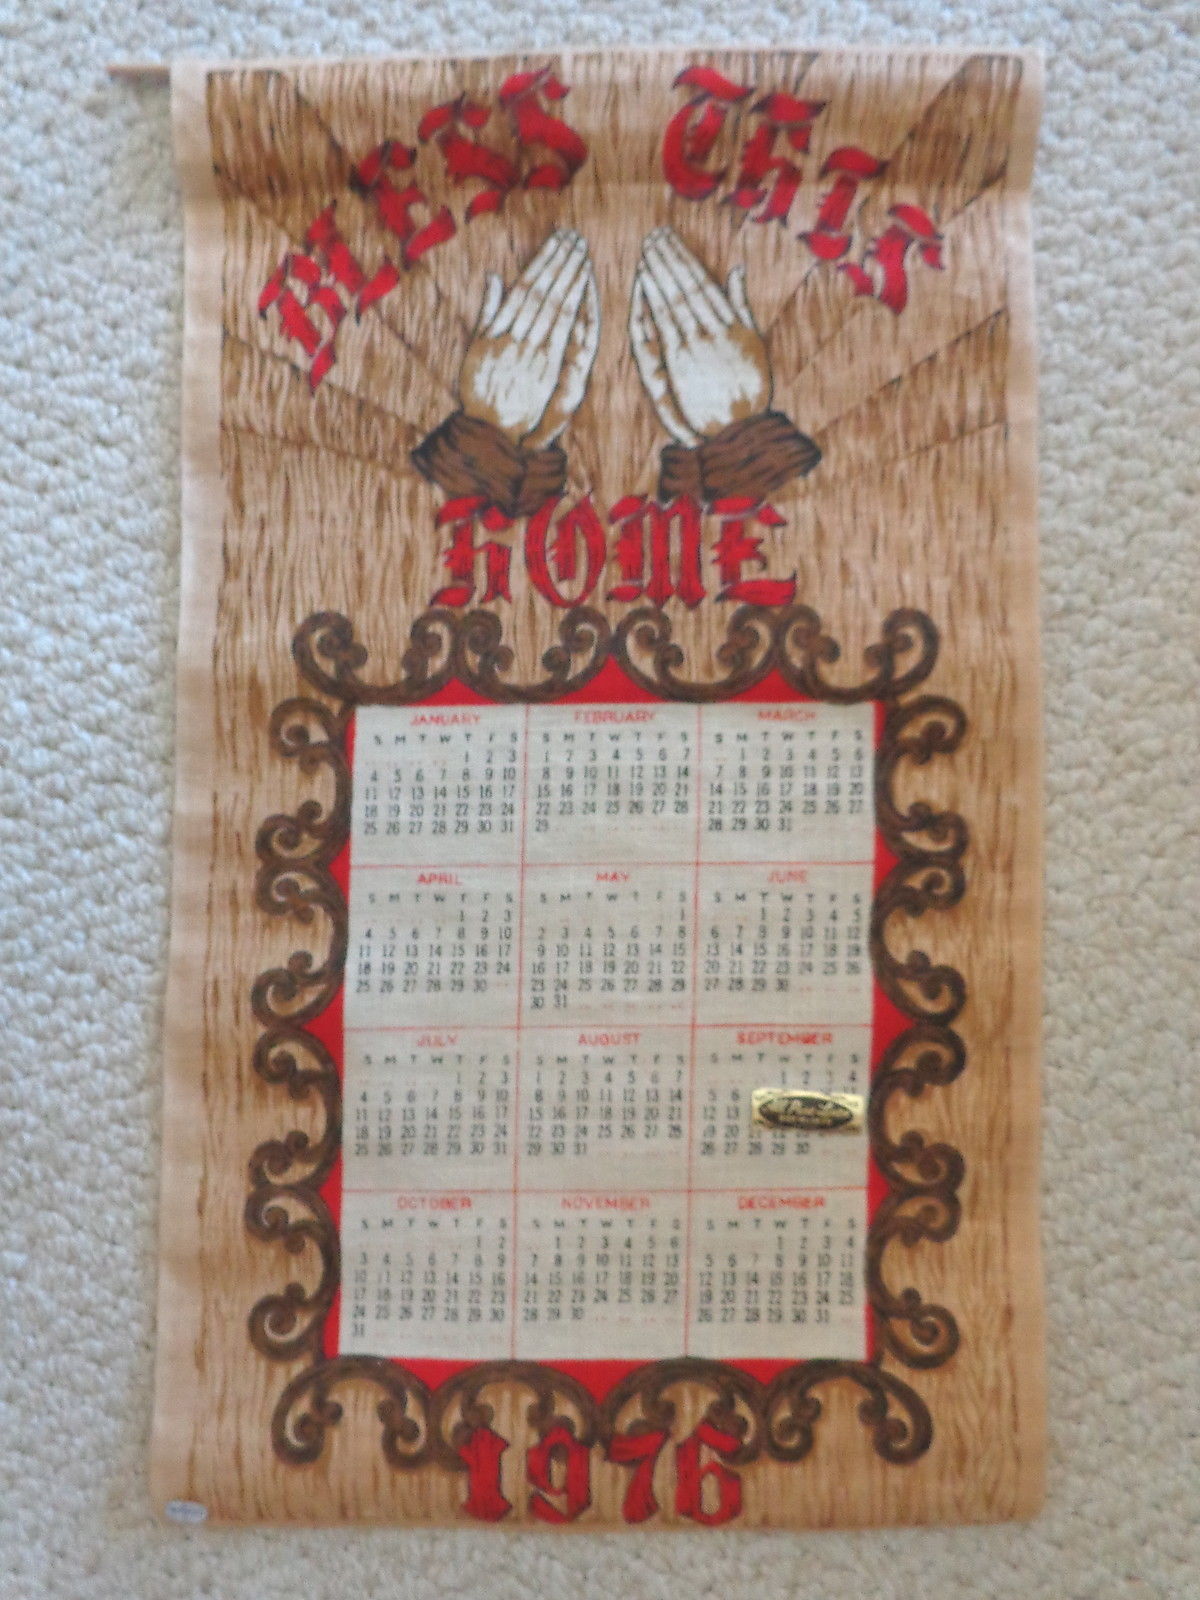 BLESS THIS
HOME
JANUARY
S M T W T F S
1 2 3
4 5 6 7 8 9 10
11 12 13 14 15 16 17
18 19 20 21 22 23 24
25 26 27 28 29 30 31
FEBRUARY
S M T W T F S
1 2 3 4 5 6 7
8 9 10 11 12 13 14
15 16 17 18 19 20 21
22 23 24 25 26 27 28
29
MARCH
S M T W T F S
1 2 3 4 5 6
7 8 9 10 11 12 13
14 15 16 17 18 19 20
21 22 23 24 25 26 27
28 29 30 31
APRIL
S M T W T F S
1 2 3
4 5 6 7 8 9 10
11 12 13 14 15 16 17
18 19 20 21 22 23 24
25 26 27 28 29 30
MAY
S M T W T F S
1
2 3 4 5 6 7 8
9 10 11 12 13 14 15
16 17 18 19 20 21 22
23 24 25 26 27 28 29
30 31
JUNE
S M T W T F S
1 2 3 4 5
6 7 8 9 10 11 12
13 14 15 16 17 18 19
20 21 22 23 24 25 26
27 28 29 30
JULY
S M T W T F S
1 2 3
4 5 6 7 8 9 10
11 12 13 14 15 16 17
18 19 20 21 22 23 24
25 26 27 28 29 30 31
AUGUST
S M T W T F S
1 2 3 4 5 6 7
8 9 10 11 12 13 14
15 16 17 18 19 20 21
22 23 24 25 26 27 28
29 30 31
SEPTEMBER
S M T W T F S
1 2 3 4
5 6
12 13
19 20
26 27 28 29 30
OCTOBER
S M T W T F S
1 2
3 4 5 6 7 8 9
10 11 12 13 14 15 16
17 18 19 20 21 22 23
24 25 26 27 28 29 30
31
NOVEMBER
S M T W T F S
1 2 3 4 5 6
7 8 9 10 11 12 13
14 15 16 17 18 19 20
21 22 23 24 25 26 27
28 29 30
DECEMBER
S M T W T F S
1 2 3 4
5 6 7 8 9 10 11
12 13 14 15 16 17 18
19 20 21 22 23 24 25
26 27 28 29 30 31
1976